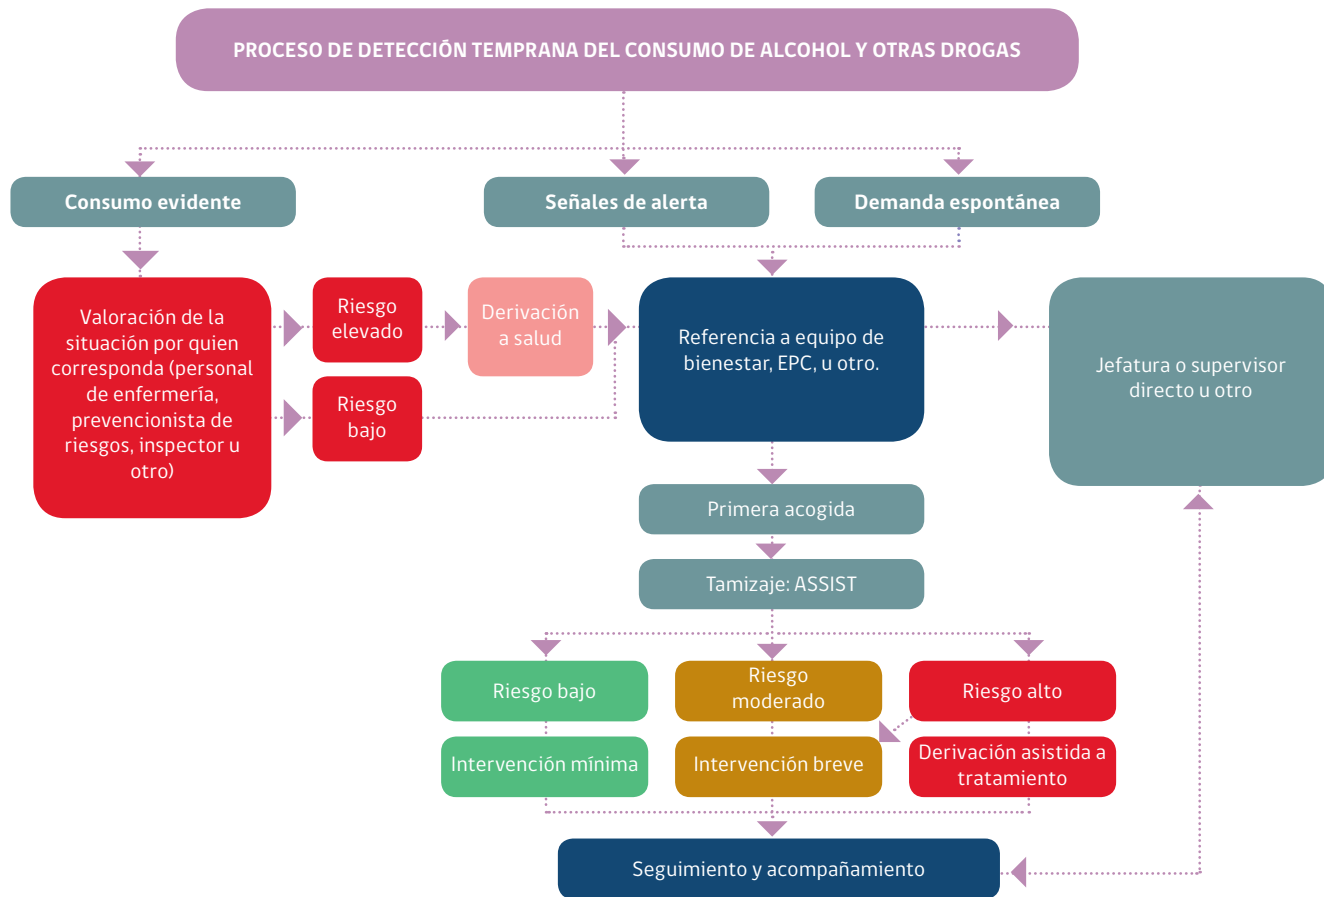 PROCESO DE DETECCIÓN TEMPRANA DEL CONSUMO DE ALCOHOL Y OTRAS DROGAS
Consumo evidente
Señales de alerta
Demanda espontánea
Valoración de la
situación por quien
corresponda (personal
de enfermería,
prevencionista de
riesgos, inspector u
otro)
Riesgo
elevado
Riesgo
bajo
Derivación
a salud
Referencia a equipo de
bienestar, EPC, u otro.
Jefatura o supervisor
directo u otro
Primera acogida
Tamizaje: ASSIST
Riesgo bajo
Riesgo
moderado
Riesgo alto
Intervención mínima
Intervención breve
Derivación asistida a
tratamiento
Seguimiento y acompañamiento